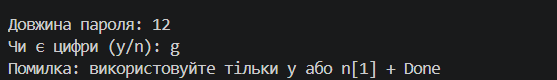 Довжина пароля: 12
Чи є цифри (y/n): g
Помилка: використовуйте тільки y або n[1] + Done